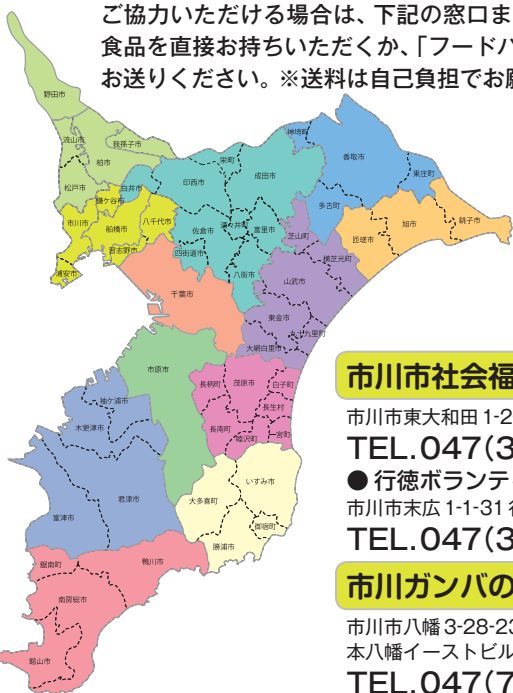 ご協力いただける場合は、下記の窓口ま
食品を直接お持ちいただくか、「フードバ
お送りください。※送料は自己負担でお願
野田市
流山市
我孫子市
柏市
松戸市
鎌ケ谷市
白井市
市川市
船橋市
八千代市
習志野市
浦安市
印西市
栄町
成田市
佐倉市
酒々井町
富里市
四街道市
八街市
神崎町
香取市
東庄町
多古町
匝瑳市
旭市
銚子市
芝山町
横芝光町
山武市
東金市
九十九里町
大網白里市
千葉市
市原市
長柄町
茂原市
白子町
長生村
長南町
睦沢町
一宮町
袖ケ浦市
木更津市
君津市
富津市
大多喜町
いすみ市
御宿町
勝浦市
鋸南町
鴨川市
南房総市
館山市
市川市社会福
市川市東大和田1-2
TEL.047(3
●行徳ボランテ
市川市末広1-1-31行
TEL.047(3
市川ガンバの
市川市八幡3-28-23
本八幡イーストビル
TEL.047(7